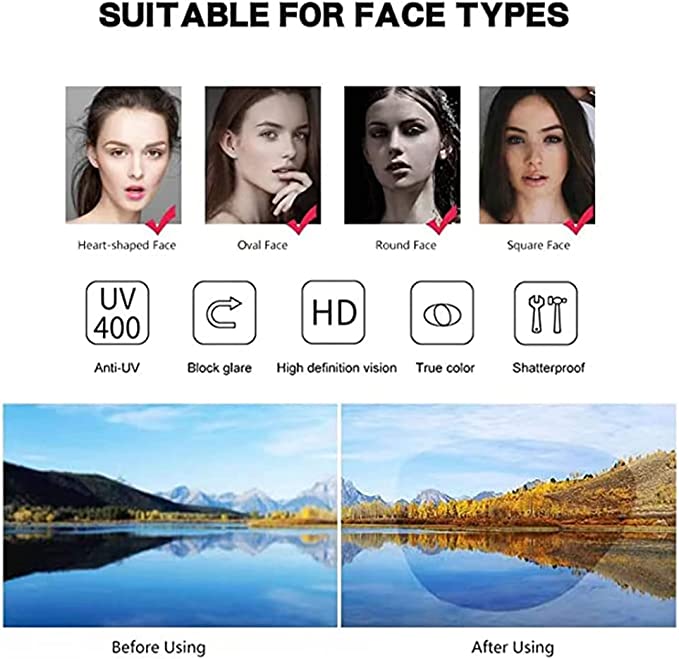 SUITABLE FOR FACE TYPES
Heart-shaped Face
Oval Face
Round Face
Square Face
UV
400
HD
Anti-UV
Block glare
High definition vision
True color
Shatterproof
Before Using
After Using